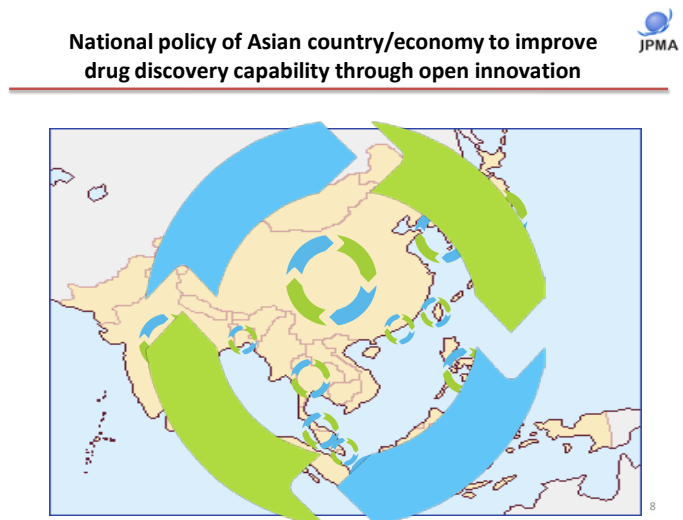 National policy of Asian country/economy to improve
drug discovery capability through open innovation
JPMA
8